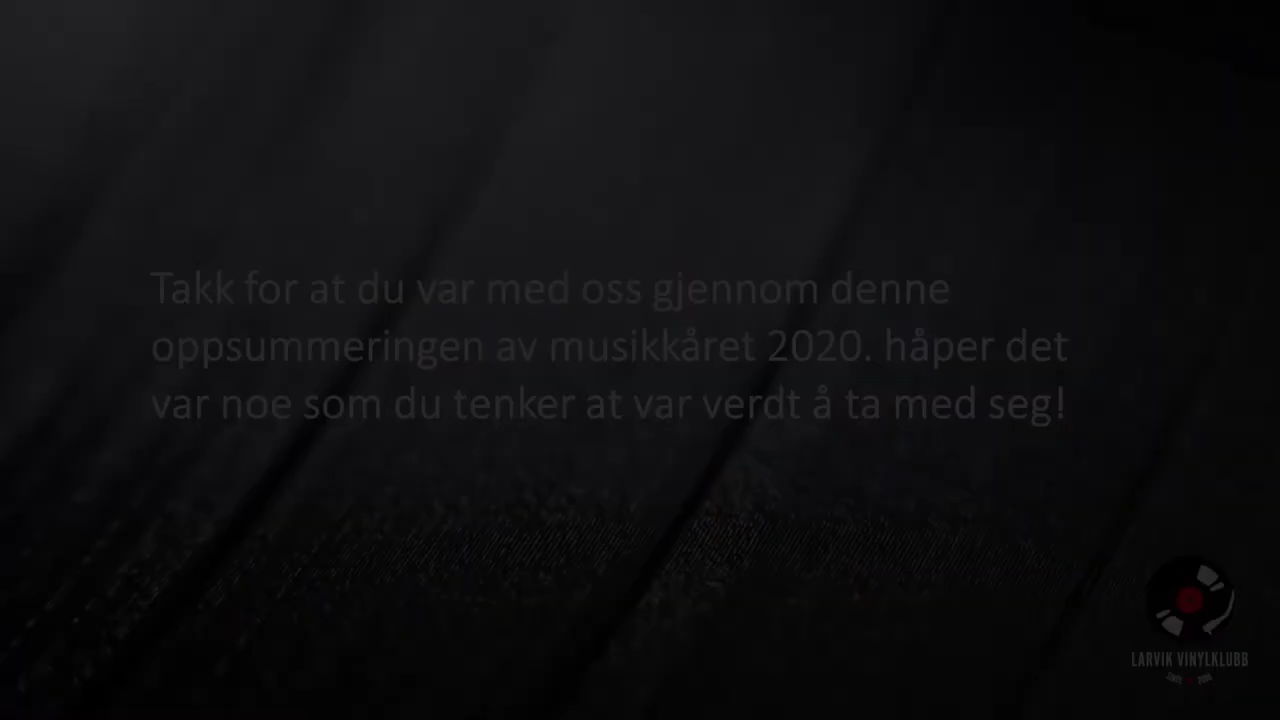 Takk for at du var med oss gjennom denne
oppsummeringen av musikkåret 2020. håper det
var noe som du tenker at var verdt å ta med seg!
LARVIK VINYLKLUBB